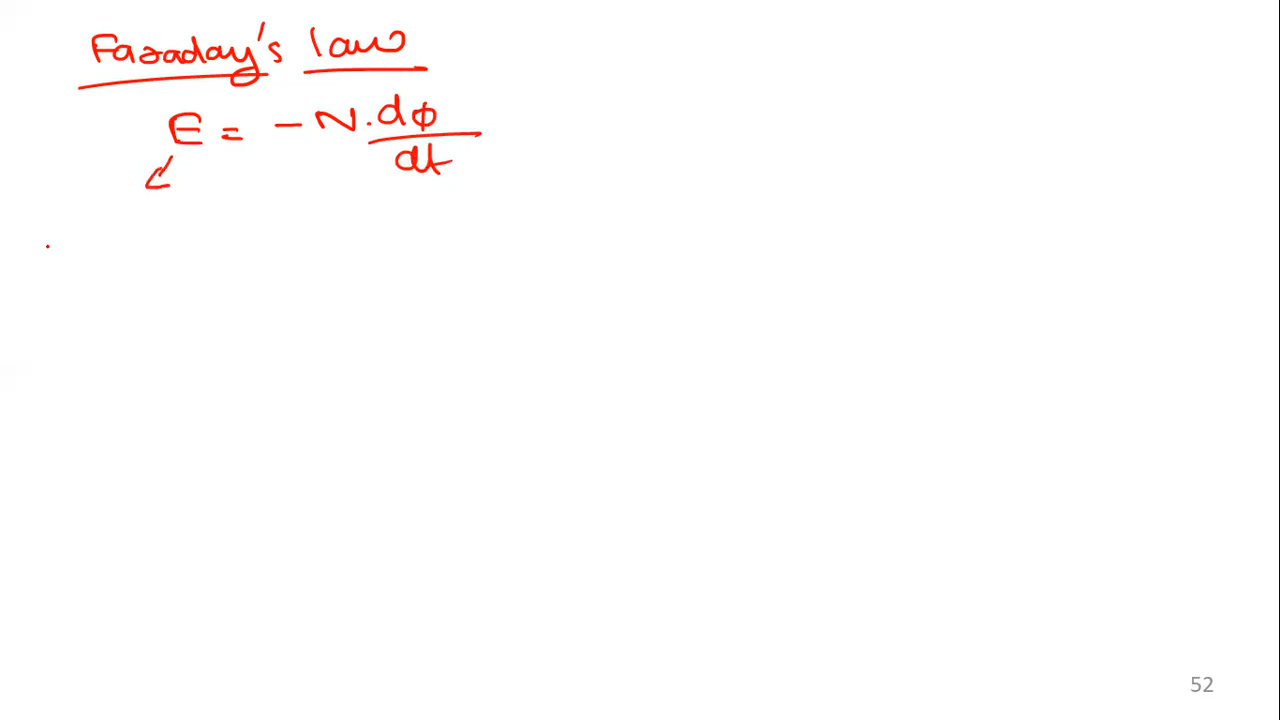 Faraday's law
E = - N . dφ/dt
52